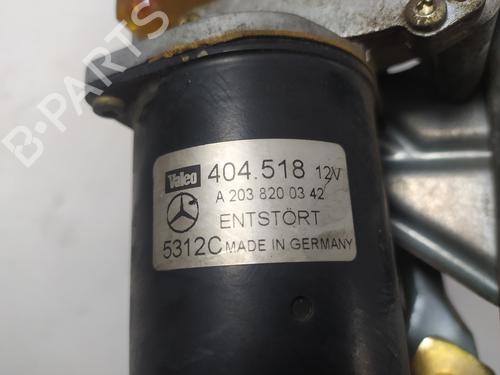 B-PARTS
Valeo 404.518 12V
A 203 820 03 42
ENTSTÖRT
5312C MADE IN GERMANY